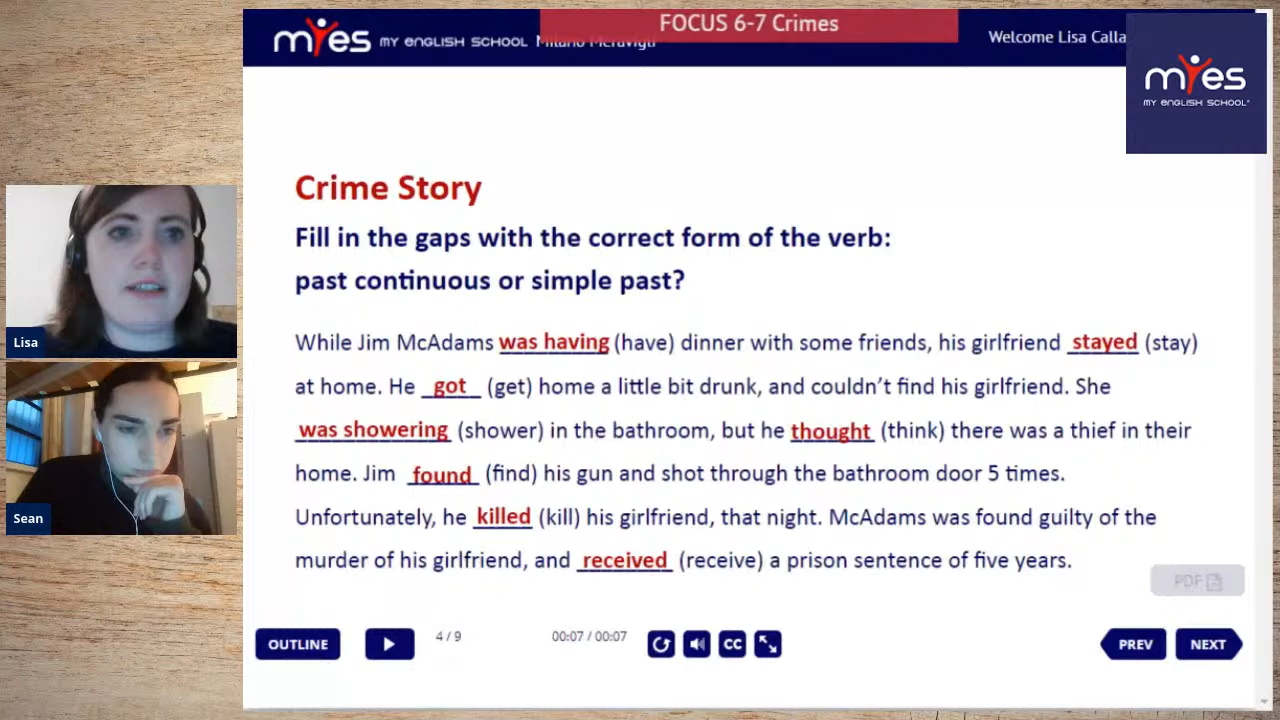 FOCUS 6-7 Crimes
myes MY ENGLISH SCHOOL Milano Meravigli
Welcome Lisa Calla
myes
MY ENGLISH SCHOOL
Crime Story
Fill in the gaps with the correct form of the verb:
past continuous or simple past?
While Jim McAdams was having (have) dinner with some friends, his girlfriend stayed (stay)
at home. He got (get) home a little bit drunk, and couldn't find his girlfriend. She
was showering (shower) in the bathroom, but he thought (think) there was a thief in their
home. Jim found (find) his gun and shot through the bathroom door 5 times.
Unfortunately, he killed (kill) his girlfriend, that night. McAdams was found guilty of the
murder of his girlfriend, and received (receive) a prison sentence of five years.
Lisa
Sean
PDF
OUTLINE
4 / 9
00:07 / 00:07
CC
PREV
NEXT